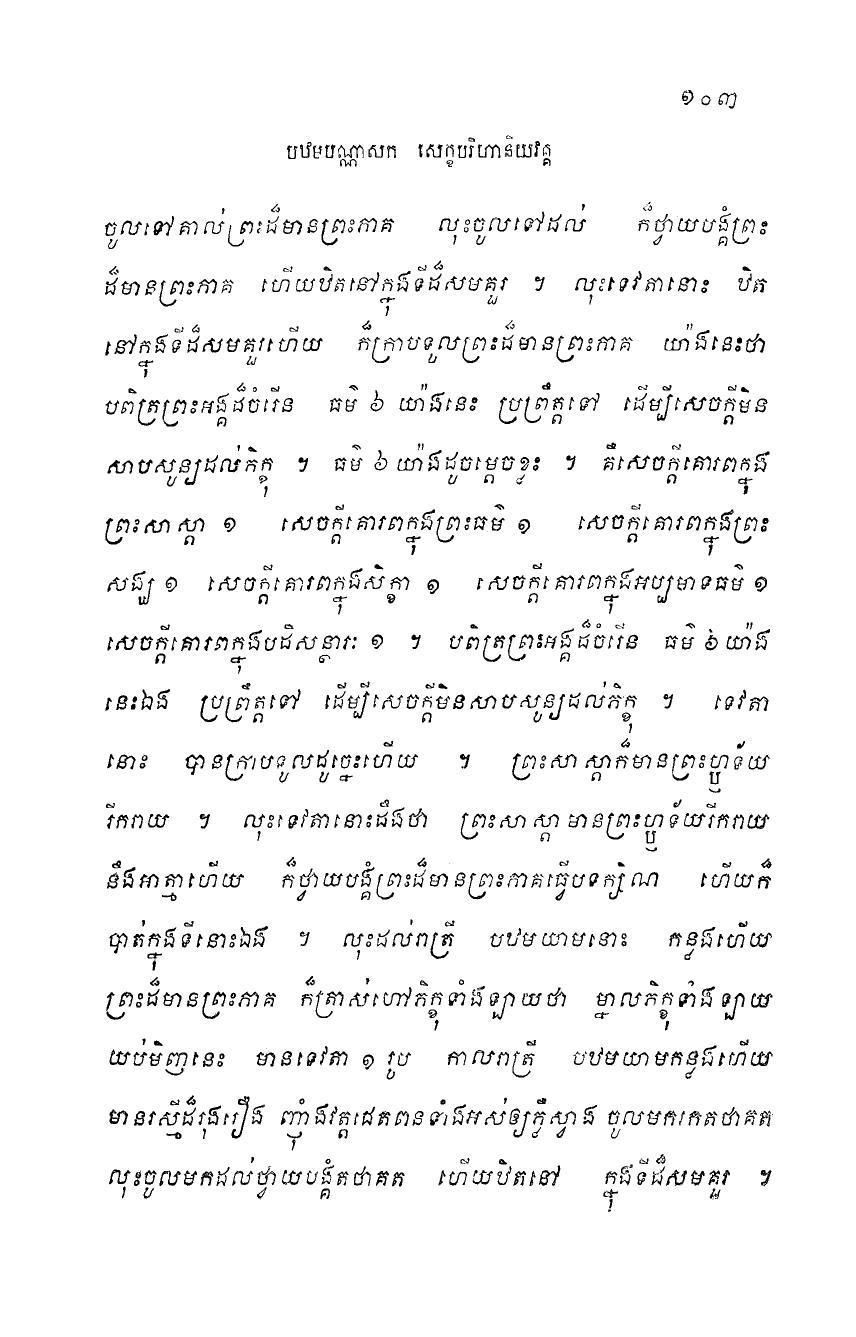 ១០៣
បឋមបណ្ណាសក សេក្ខបរិហានិយវគ្គ
ចូលទៅគាល់ព្រះដ៏មានព្រះភាគ លុះចូលទៅដល់ ក៏ថ្វាយបង្គំព្រះ
ដ៏មានព្រះភាគ ហើយឋិតនៅក្នុងទីដ៏សមគួរ ។ លុះទេវតានោះ ឋិត
នៅក្នុងទីដ៏សមគួរហើយ ក៏ក្រាបទូលព្រះដ៏មានព្រះភាគ យ៉ាងនេះថា
បពិត្រព្រះអង្គដ៏ចំរើន ធម៌ ៦ យ៉ាងនេះ ប្រព្រឹត្តទៅ ដើម្បីសេចក្តីមិន
សាបសូន្យដល់ភិក្ខុ ។ ធម៌ ៦ យ៉ាងដូចម្តេចខ្លះ ។ គឺសេចក្តីគោរពក្នុង
ព្រះសាស្តា ១ សេចក្តីគោរពក្នុងព្រះធម៌ ១ សេចក្តីគោរពក្នុងព្រះ
សង្ឃ ១ សេចក្តីគោរពក្នុងសិក្ខា ១ សេចក្តីគោរពក្នុងអប្បមាទធម៌ ១
សេចក្តីគោរពក្នុងបដិសន្ថារៈ ១ ។ បពិត្រព្រះអង្គដ៏ចំរើន ធម៌ ៦ យ៉ាង
នេះឯង ប្រព្រឹត្តទៅ ដើម្បីសេចក្តីមិនសាបសូន្យដល់ភិក្ខុ ។ ទេវតា
នោះ បានក្រាបទូលដូច្នេះហើយ ។ ព្រះសាស្តាក៏មានព្រះហ្ឫទ័យ
រីករាយ ។ លុះទេវតានោះដឹងថា ព្រះសាស្តា មានព្រះហ្ឫទ័យរីករាយ
នឹងអាត្មាហើយ ក៏ថ្វាយបង្គំព្រះដ៏មានព្រះភាគធ្វើបទក្សិណ ហើយក៏
បាត់ក្នុងទីនោះឯង ។ លុះដល់រាត្រី បឋមយាមនោះ កន្លងហើយ
ព្រះដ៏មានព្រះភាគ ក៏ត្រាស់ហៅភិក្ខុទាំងឡាយថា ម្នាលភិក្ខុទាំងឡាយ
យប់មិញនេះ មានទេវតា ១ រូប កាលរាត្រី បឋមយាមកន្លងហើយ
មានរស្មីដ៏រុងរឿង ញុំាងវត្តជេតពនទាំងអស់ឲ្យភ្លឺស្វាង ចូលមករកតថាគត
លុះចូលមកដល់ថ្វាយបង្គំតថាគត ហើយឋិតនៅ ក្នុងទីដ៏សមគួរ ។